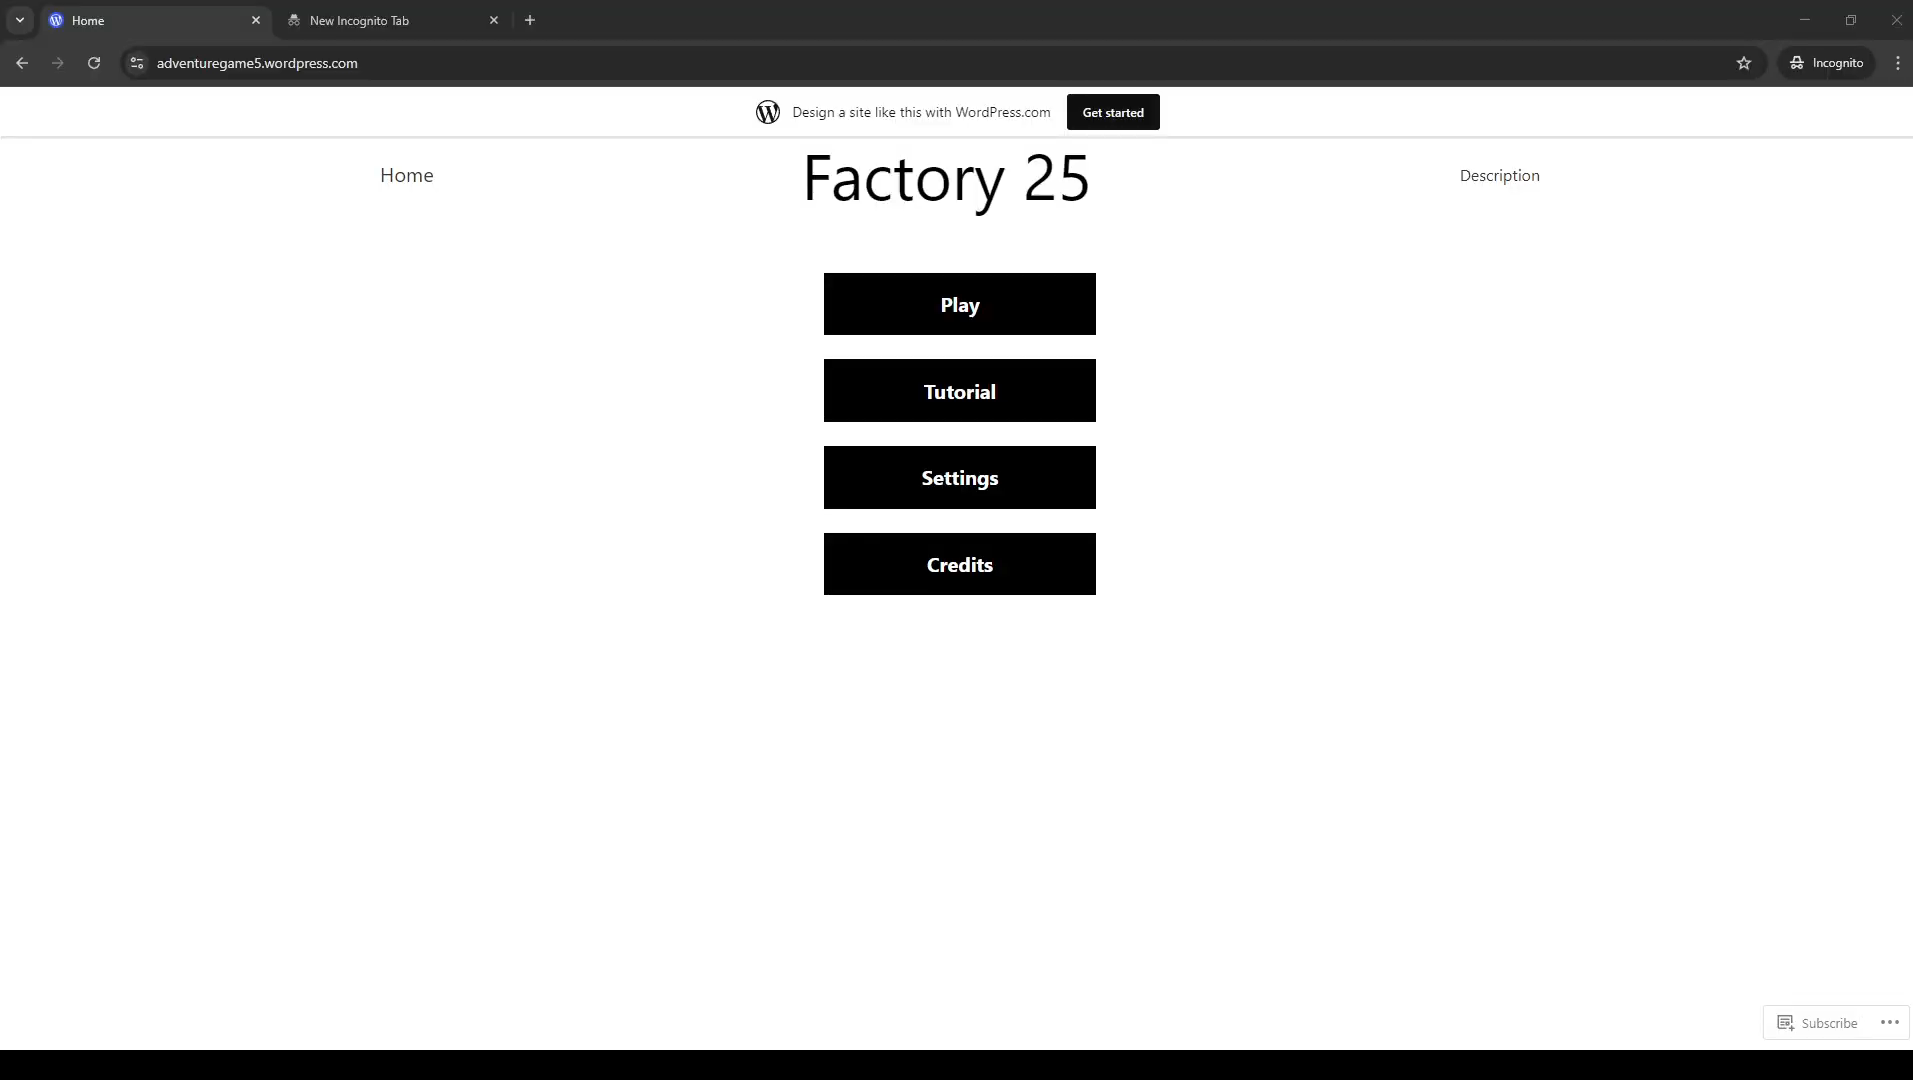 Home
New Incognito Tab
adventuregame5.wordpress.com
Incognito
Design a site like this with WordPress.com
Get started
Home
Factory 25
Description
Play
Tutorial
Settings
Credits
Subscribe